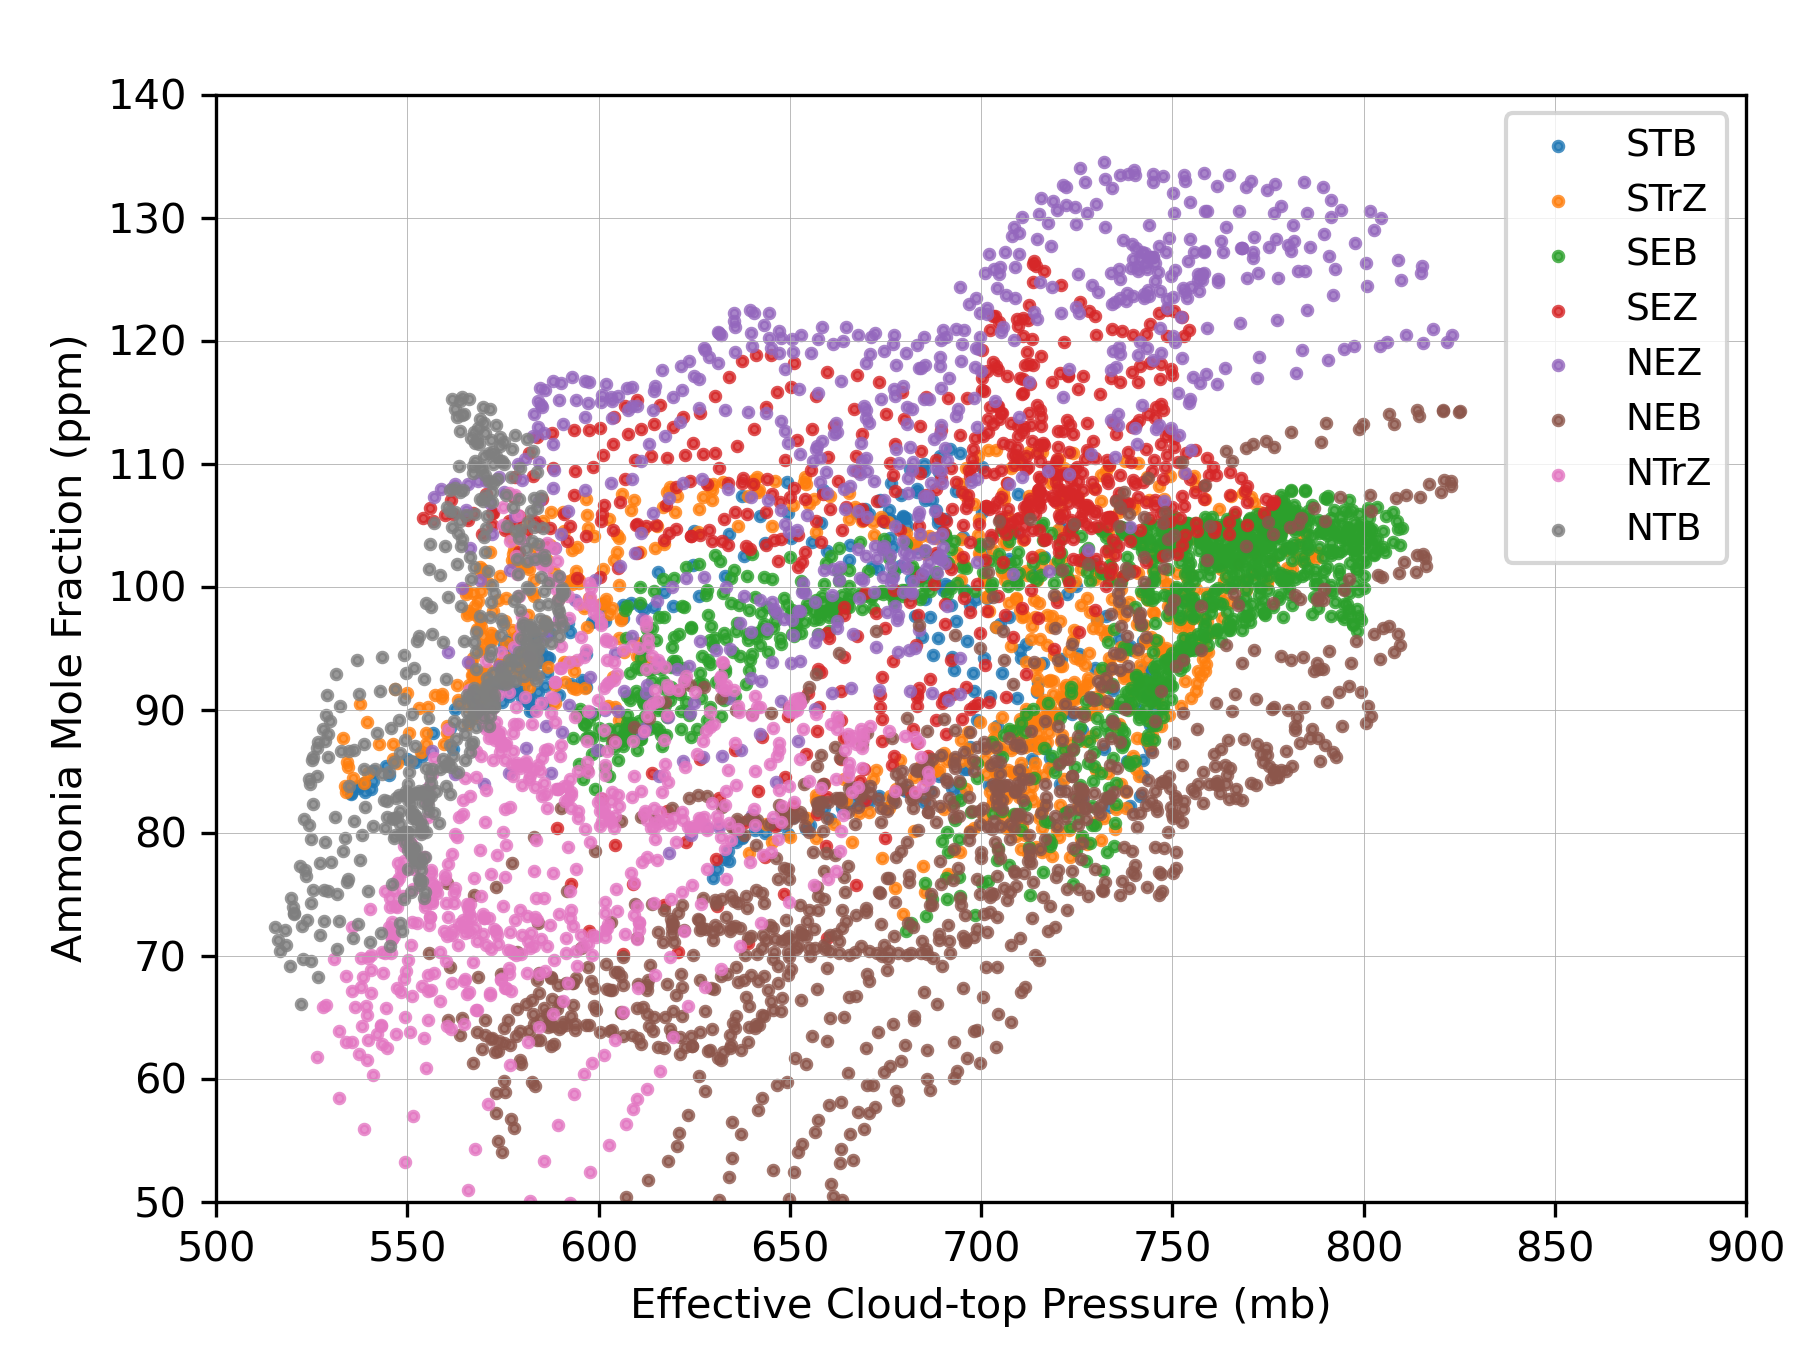 140
130
120
110
100
90
80
70
60
50
Ammonia Mole Fraction (ppm)
500 550 600 650 700 750 800 850 900
Effective Cloud-top Pressure (mb)
STB
STrZ
SEB
SEZ
NEZ
NEB
NTrZ
NTB